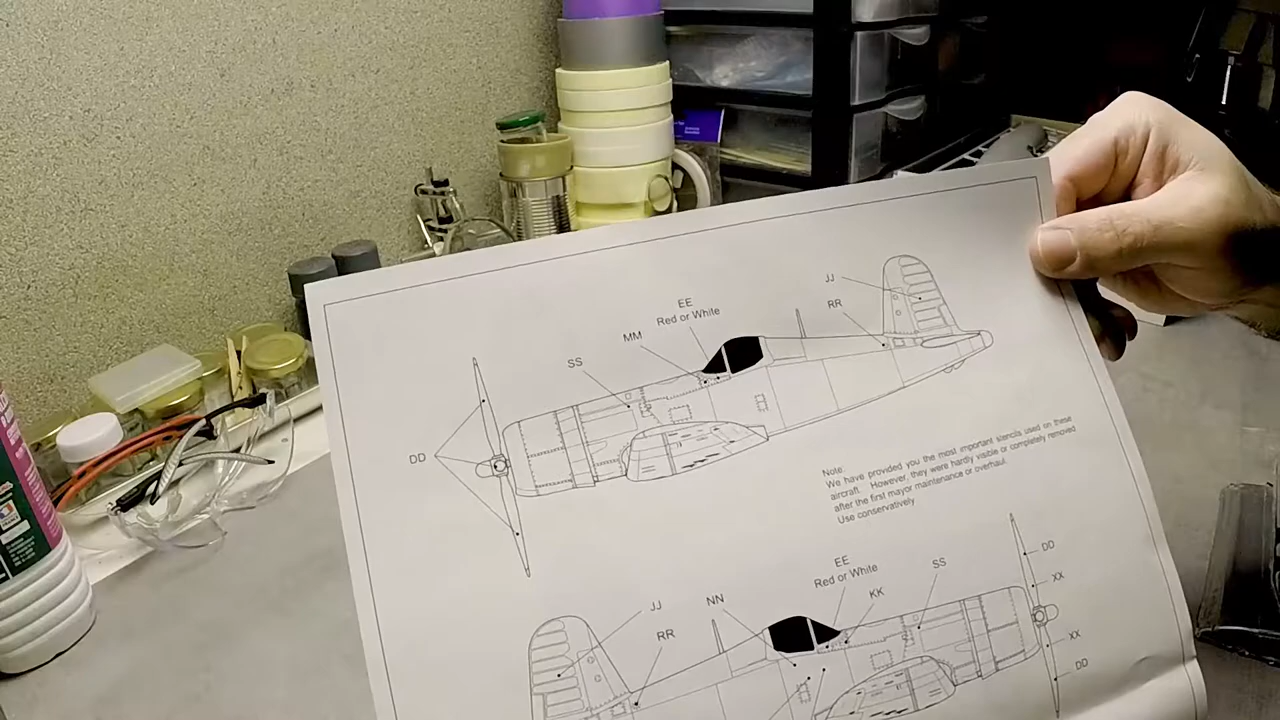 JJ
EE
RR
Red or White
MM
SS
DD
Note:
We have provided you the most important stencils used on these
aircraft. However, they were hardly visible or completely removed
after the first mayor maintenance or overhaul.
Use conservatively
EE
Red or White
SS
DD
KK
XX
JJ
NN
RR
XX
DD